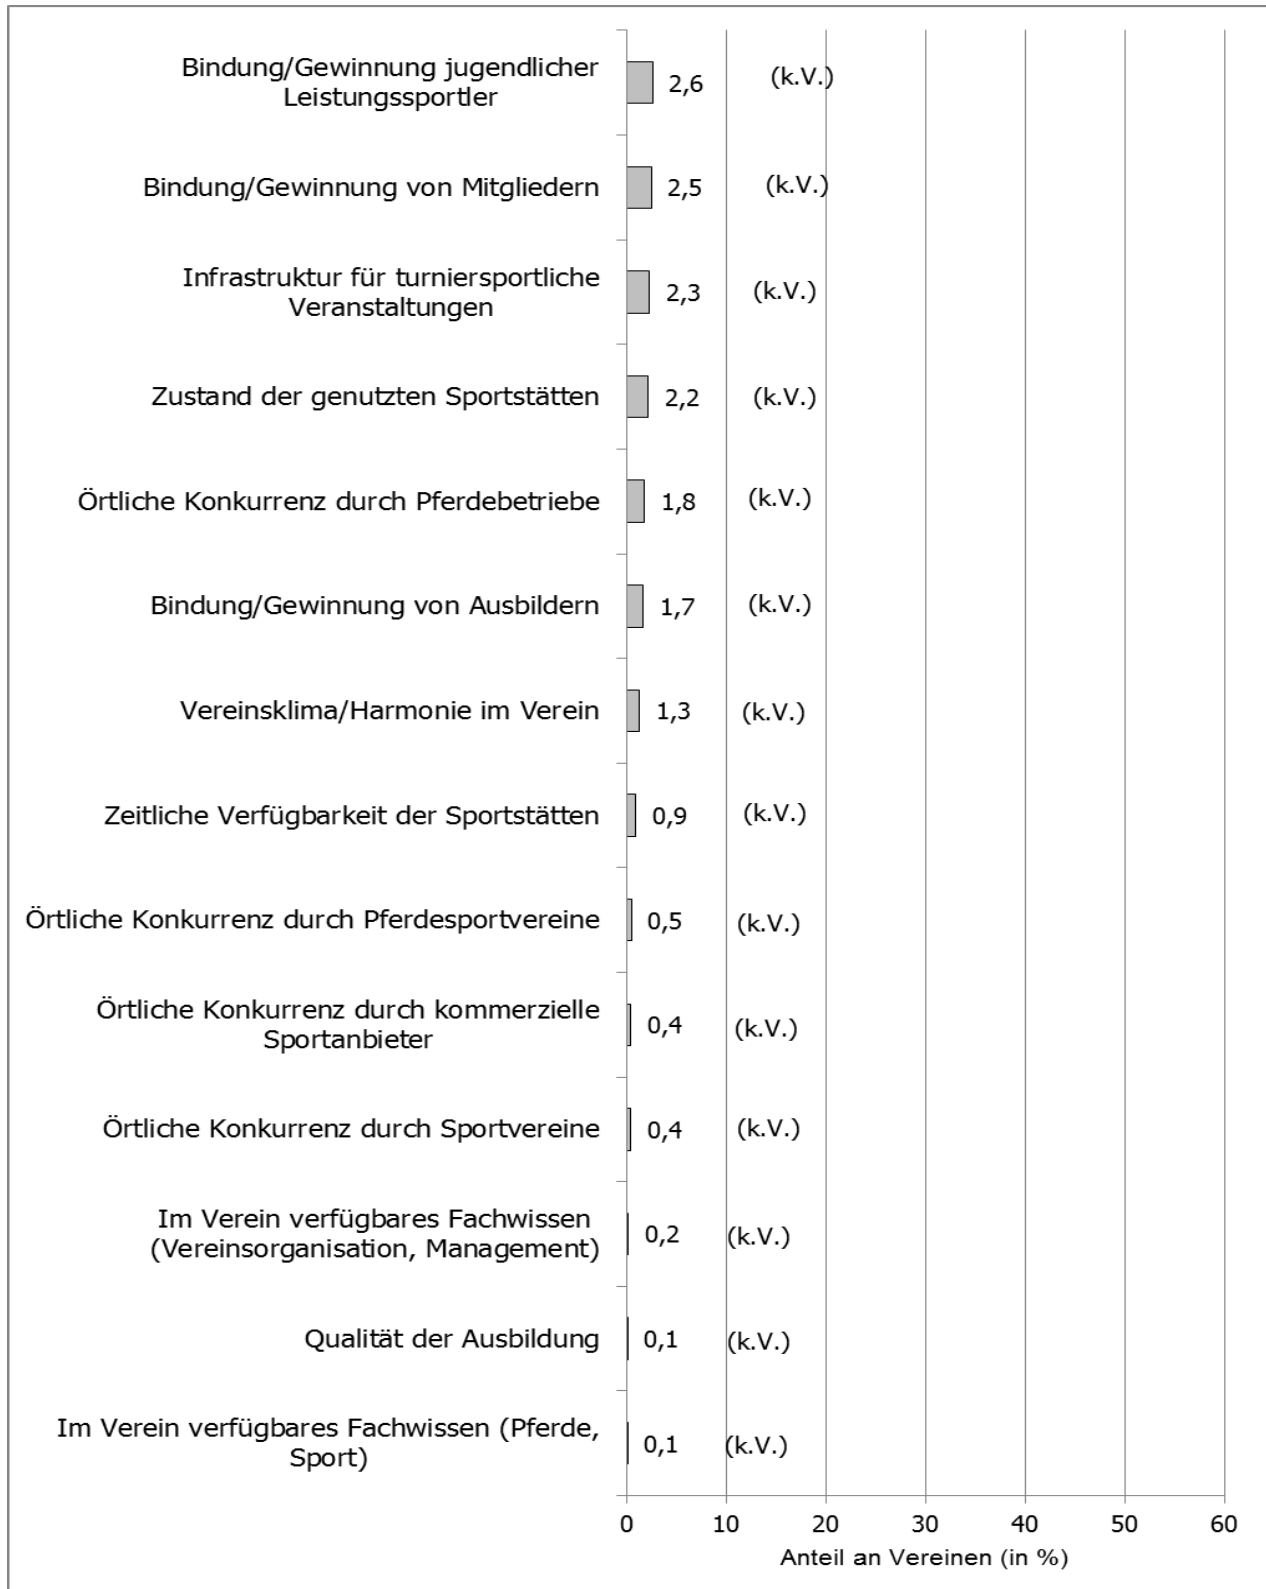 Bindung/Gewinnung jugendlicher
Leistungssportler
2,6 (k.V.)
Bindung/Gewinnung von Mitgliedern 2,5 (k.V.)
Infrastruktur für turniersportliche
Veranstaltungen
2,3 (k.V.)
Zustand der genutzten Sportstätten 2,2 (k.V.)
Örtliche Konkurrenz durch Pferdebetriebe 1,8 (k.V.)
Bindung/Gewinnung von Ausbildern 1,7 (k.V.)
Vereinsklima/Harmonie im Verein 1,3 (k.V.)
Zeitliche Verfügbarkeit der Sportstätten 0,9 (k.V.)
Örtliche Konkurrenz durch Pferdesportvereine 0,5 (k.V.)
Örtliche Konkurrenz durch kommerzielle
Sportanbieter
0,4 (k.V.)
Örtliche Konkurrenz durch Sportvereine 0,4 (k.V.)
Im Verein verfügbares Fachwissen
(Vereinsorganisation, Management)
0,2 (k.V.)
Qualität der Ausbildung 0,1 (k.V.)
Im Verein verfügbares Fachwissen (Pferde,
Sport)
0,1 (k.V.)
0 10 20 30 40 50 60
Anteil an Vereinen (in %)